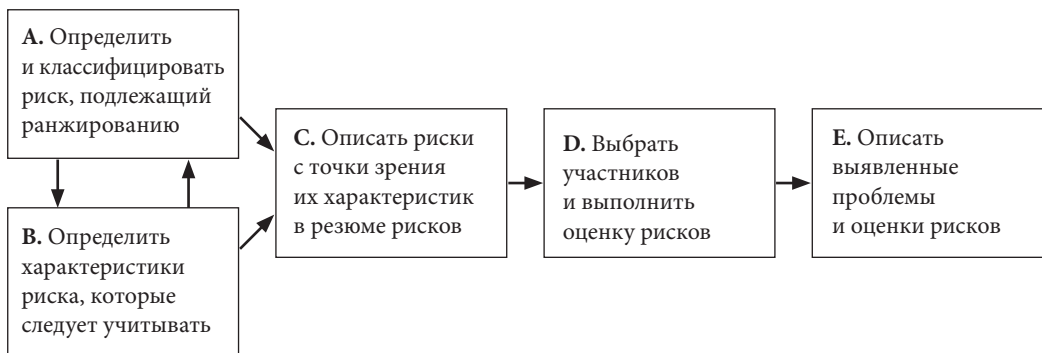 A. Определить
и классифицировать
риск, подлежащий
ранжированию
B. Определить
характеристики
риска, которые
следует учитывать
C. Описать риски
с точки зрения
их характеристик
в резюме рисков
D. Выбрать
участников
и выполнить
оценку рисков
E. Описать
выявленные
проблемы
и оценки рисков